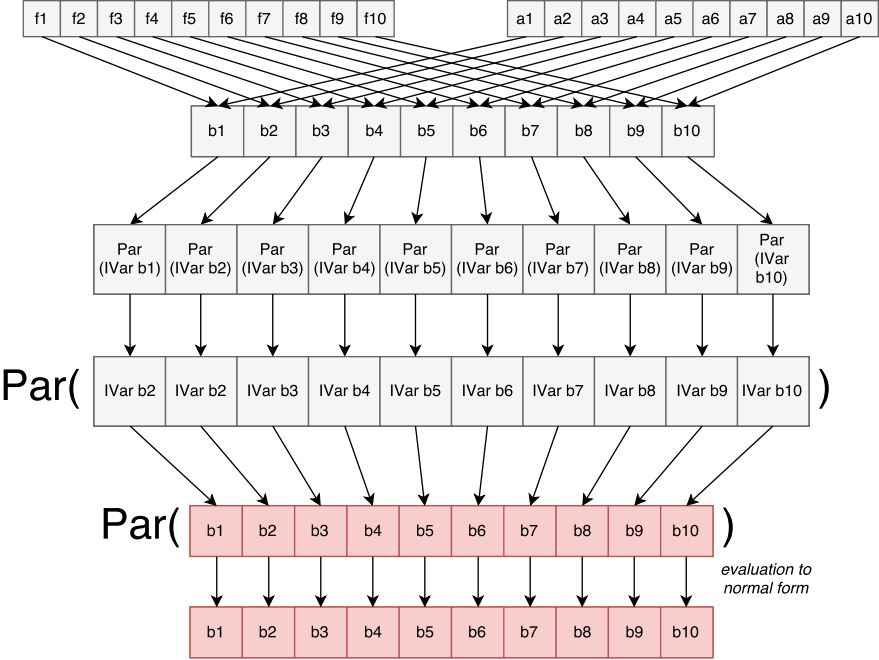 f1 f2 f3 f4 f5 f6 f7 f8 f9 f10 a1 a2 a3 a4 a5 a6 a7 a8 a9 a10
b1 b2 b3 b4 b5 b6 b7 b8 b9 b10
Par
(IVar b1)
Par
(IVar b2)
Par
(IVar b3)
Par
(IVar b4)
Par
(IVar b5)
Par
(IVar b6)
Par
(IVar b7)
Par
(IVar b8)
Par
(IVar b9)
Par
(IVar
b10)
Par( IVar b2 IVar b2 IVar b3 IVar b4 IVar b5 IVar b6 IVar b7 IVar b8 IVar b9 IVar b10 )
Par( b1 b2 b3 b4 b5 b6 b7 b8 b9 b10 )
evaluation to
normal form
b1 b2 b3 b4 b5 b6 b7 b8 b9 b10